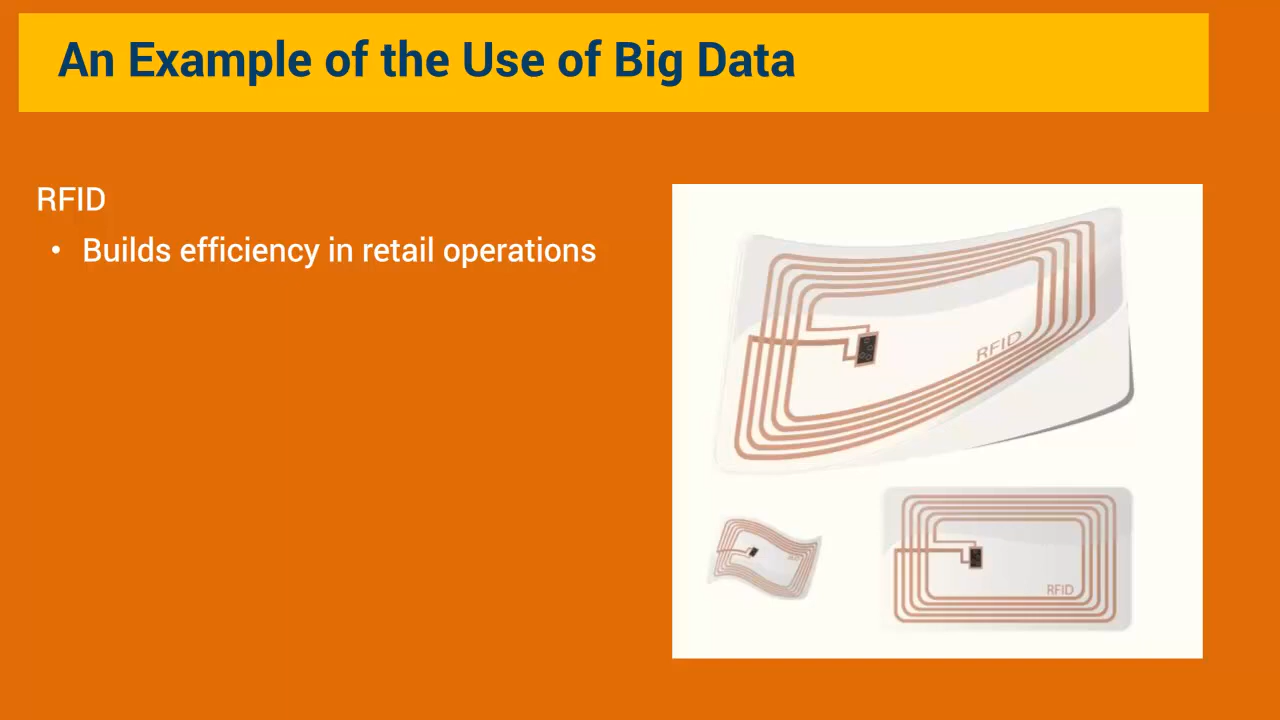 An Example of the Use of Big Data
RFID
• Builds efficiency in retail operations
RFID
RFID